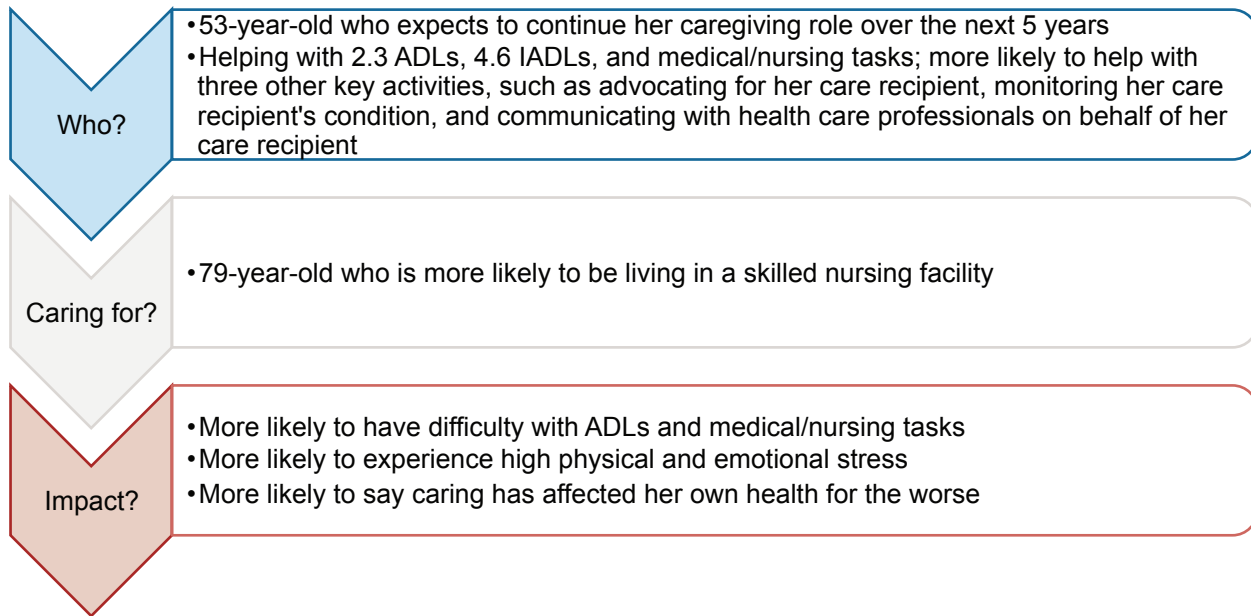 Who?
•53-year-old who expects to continue her caregiving role over the next 5 years
•Helping with 2.3 ADLs, 4.6 IADLs, and medical/nursing tasks; more likely to help with
three other key activities, such as advocating for her care recipient, monitoring her care
recipient's condition, and communicating with health care professionals on behalf of her
care recipient
Caring for?
•79-year-old who is more likely to be living in a skilled nursing facility
Impact?
•More likely to have difficulty with ADLs and medical/nursing tasks
•More likely to experience high physical and emotional stress
•More likely to say caring has affected her own health for the worse